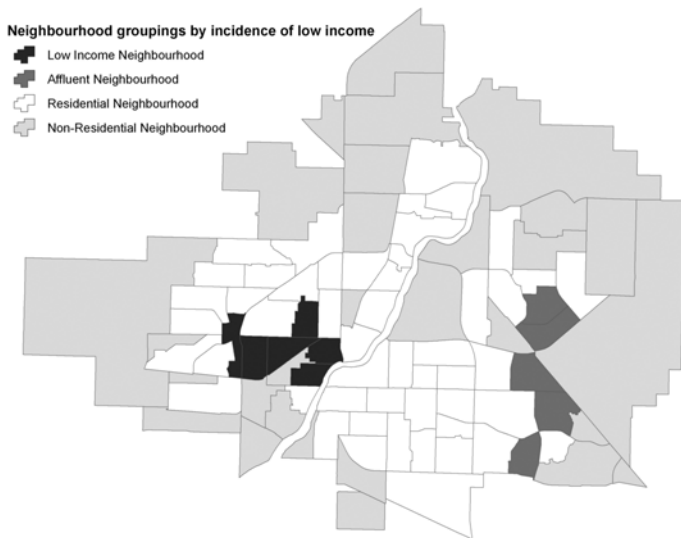 Neighbourhood groupings by incidence of low income
Low Income Neighbourhood
Affluent Neighbourhood
Residential Neighbourhood
Non-Residential Neighbourhood